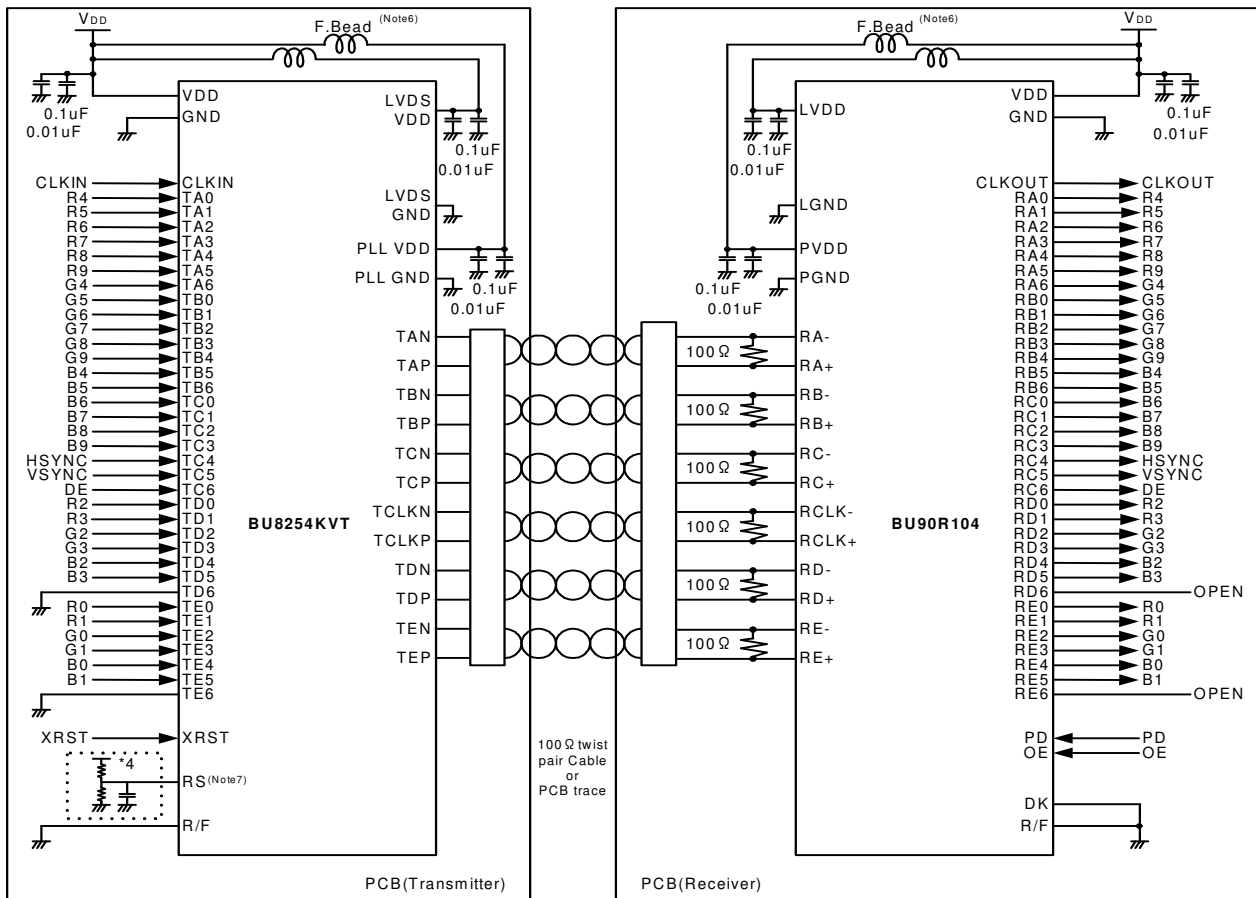 VDD
F.Bead (Note6)
0.1uF
0.01uF
VDD
GND
LVDS
VDD
0.1uF
0.01uF
LVDS
GND
PLL VDD
PLL GND
0.1uF
0.01uF
CLKIN CLKIN
R4 TA0
R5 TA1
R6 TA2
R7 TA3
R8 TA4
R9 TA5
G4 TA6
G5 TB0
G6 TB1
G7 TB2
G8 TB3
G9 TB4
B4 TB5
B5 TB6
B6 TC0
B7 TC1
B8 TC2
B9 TC3
HSYNC TC4
VSYNC TC5
DE TC6
R2 TD0
R3 TD1
G2 TD2
G3 TD3
B2 TD4
B3 TD5
TD6
R0 TE0
R1 TE1
G0 TE2
G1 TE3
B0 TE4
B1 TE5
TE6
XRST XRST
*4
RS(Note7)
R/F
BU8254KVT
TAN
TAP
TBN
TBP
TCN
TCP
TCLKN
TCLKP
TDN
TDP
TEN
TEP
PCB(Transmitter)
100Ω twist
pair Cable
or
PCB trace
F.Bead (Note6)
VDD
0.1uF
0.01uF
LVDD
0.1uF
0.01uF
LGND
PVDD
PGND
0.1uF
0.01uF
100Ω
RA-
RA+
100Ω
RB-
RB+
100Ω
RC-
RC+
100Ω
RCLK-
RCLK+
100Ω
RD-
RD+
100Ω
RE-
RE+
BU90R104
VDD
GND
CLKOUT CLKOUT
RA0 R4
RA1 R5
RA2 R6
RA3 R7
RA4 R8
RA5 R9
RA6 G4
RB0 G5
RB1 G6
RB2 G7
RB3 G8
RB4 G9
RB5 B4
RB6 B5
RC0 B6
RC1 B7
RC2 B8
RC3 B9
RC4 HSYNC
RC5 VSYNC
RC6 DE
RD0 R2
RD1 R3
RD2 G2
RD3 G3
RD4 B2
RD5 B3
RD6 OPEN
RE0 R0
RE1 R1
RE2 G0
RE3 G1
RE4 B0
RE5 B1
RE6 OPEN
PD PD
OE OE
DK
R/F
PCB(Receiver)